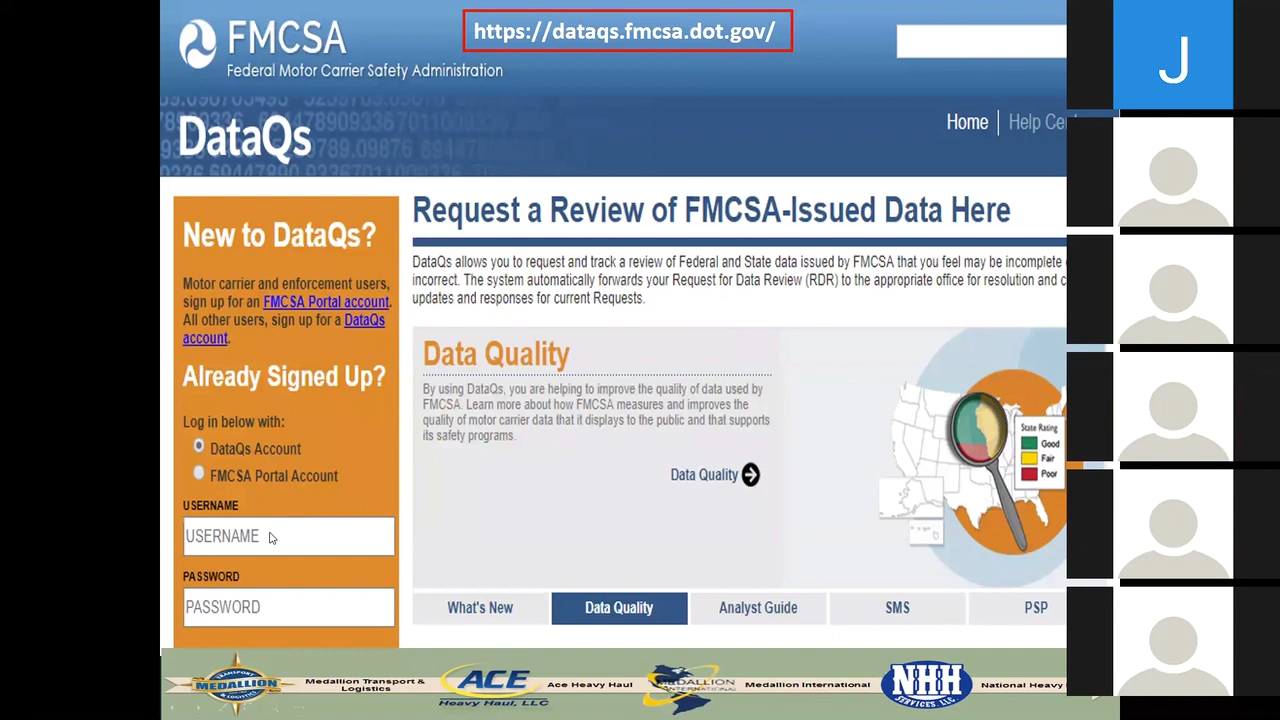 https://dataqs.fmcsa.dot.gov/
FMCSA
Federal Motor Carrier Safety Administration
DataQs
Home
Help
J
New to DataQs?
Motor carrier and enforcement users,
sign up for an FMCSA Portal account.
All other users, sign up for a DataQs
account.
Already Signed Up?
Log in below with:
DataQs Account
FMCSA Portal Account
USERNAME
USERNAME
PASSWORD
PASSWORD
Request a Review of FMCSA-Issued Data Here
DataQs allows you to request and track a review of Federal and State data issued by FMCSA that you feel may be incomplete
incorrect. The system automatically forwards your Request for Data Review (RDR) to the appropriate office for resolution and
updates and responses for current Requests.
Data Quality
By using DataQs, you are helping to improve the quality of data used by
FMCSA. Learn more about how FMCSA measures and improves the
quality of motor carrier data that it displays to the public and that supports
its safety programs.
Data Quality
State Rating
Good
Fair
Poor
What's New
Data Quality
Analyst Guide
SMS
PSP
TRANSPORT
MEDALLION
& LOGISTICS
Medallion Transport &
Logistics
ACE
Heavy Haul, LLC
Ace Heavy Haul
MEDALLION
INTERNATIONAL
Medallion International
NHH
SERVICES, LLC
National Heavy